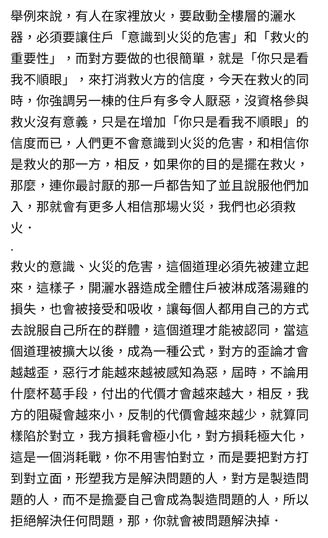 舉例來說，有人在家裡放火，要啟動全樓層的灑水
器，必須要讓住戶「意識到火災的危害」和「救火的
重要性」，而對方要做的也很簡單，就是「你只是看
我不順眼」，來打消救火方的信度，今天在救火的同
時，你強調另一棟的住戶有多令人厭惡，沒資格參與
救火沒有意義，只是在增加「你只是看我不順眼」的
信度而已，人們更不會意識到火災的危害，和相信你
是救火的那一方，相反，如果你的目的是擺在救火，
那麼，連你最討厭的那一戶都告知了並且說服他們加
入，那就會有更多人相信那場火災，我們也必須救
火．
.
救火的意識、火災的危害，這個道理必須先被建立起
來，這樣子，開灑水器造成全體住戶被淋成落湯雞的
損失，也會被接受和吸收，讓每個人都用自己的方式
去說服自己所在的群體，這個道理才能被認同，當這
個道理被擴大以後，成為一種公式，對方的歪論才會
越越歪，惡行才能越來越被感知為惡，屆時，不論用
什麼杯葛手段，付出的代價才會越來越大，相反，我
方的阻礙會越來小，反制的代價會越來越少，就算同
樣陷於對立，我方損耗會極小化，對方損耗極大化，
這是一個消耗戰，你不用害怕對立，而是要把對方打
到對立面，形塑我方是解決問題的人，對方是製造問
題的人，而不是擔憂自己會成為製造問題的人，所以
拒絕解決任何問題，那，你就會被問題解決掉．